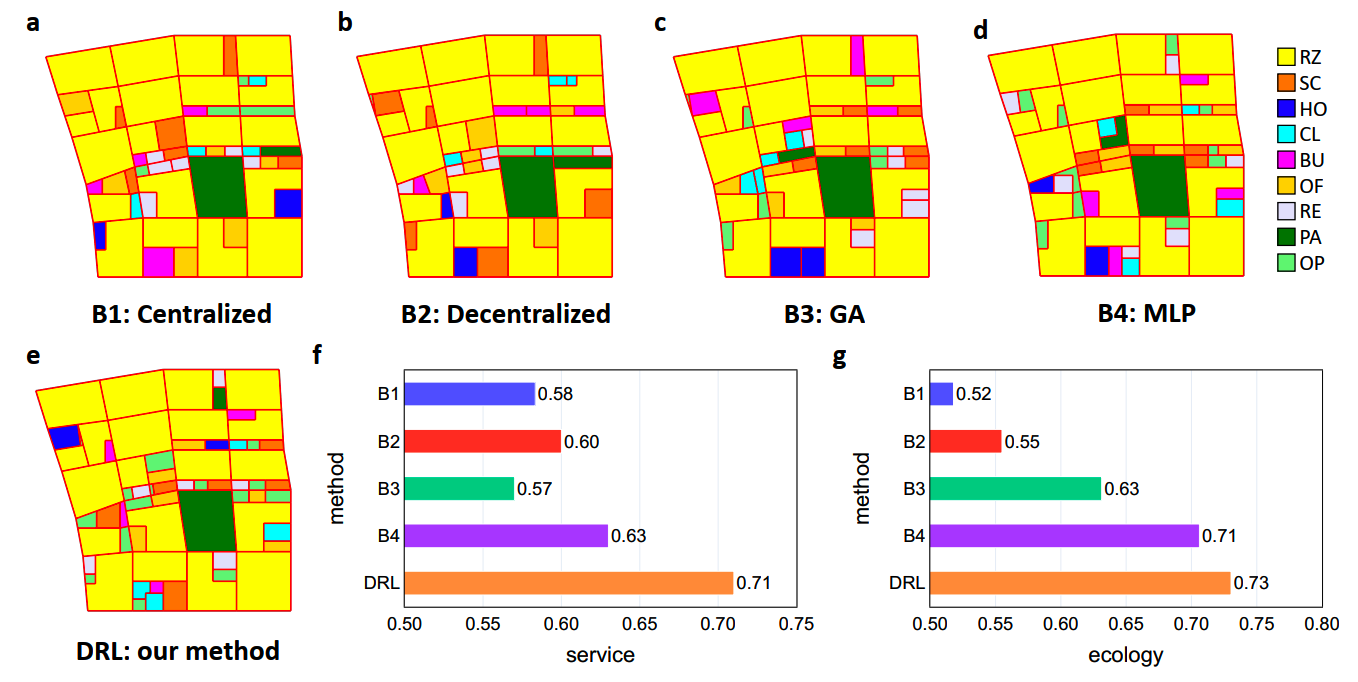 a
b
c
d
RZ
SC
HO
CL
BU
OF
RE
PA
OP
B1: Centralized
B2: Decentralized
B3: GA
B4: MLP
e
f
g
B1
B2
B3
B4
DRL
method
0.58
0.60
0.57
0.63
0.71
0.50 0.55 0.60 0.65 0.70 0.75
service
B1
B2
B3
B4
DRL
method
0.52
0.55
0.63
0.71
0.73
0.50 0.55 0.60 0.65 0.70 0.75 0.80
ecology
DRL: our method